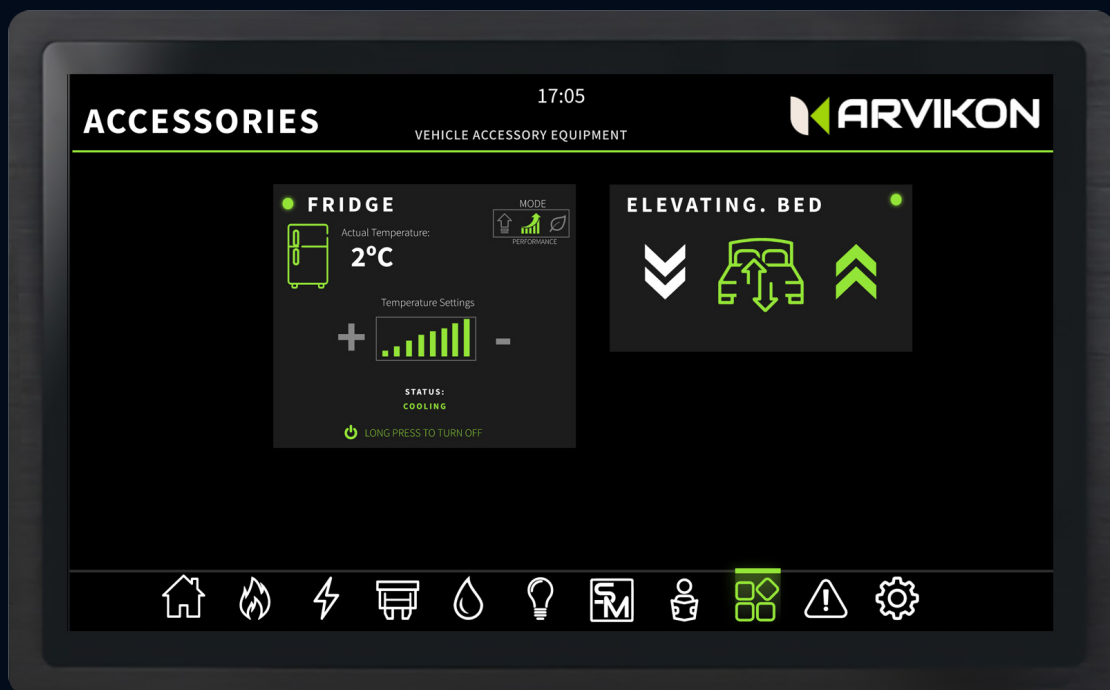 17:05
ACCESSORIES
VEHICLE ACCESSORY EQUIPMENT
ARVIKON
FRIDGE
MODE
PERFORMANCE
Actual Temperature:
2ºC
Temperature Settings
+ -
STATUS:
COOLING
LONG PRESS TO TURN OFF
ELEVATING. BED
SM